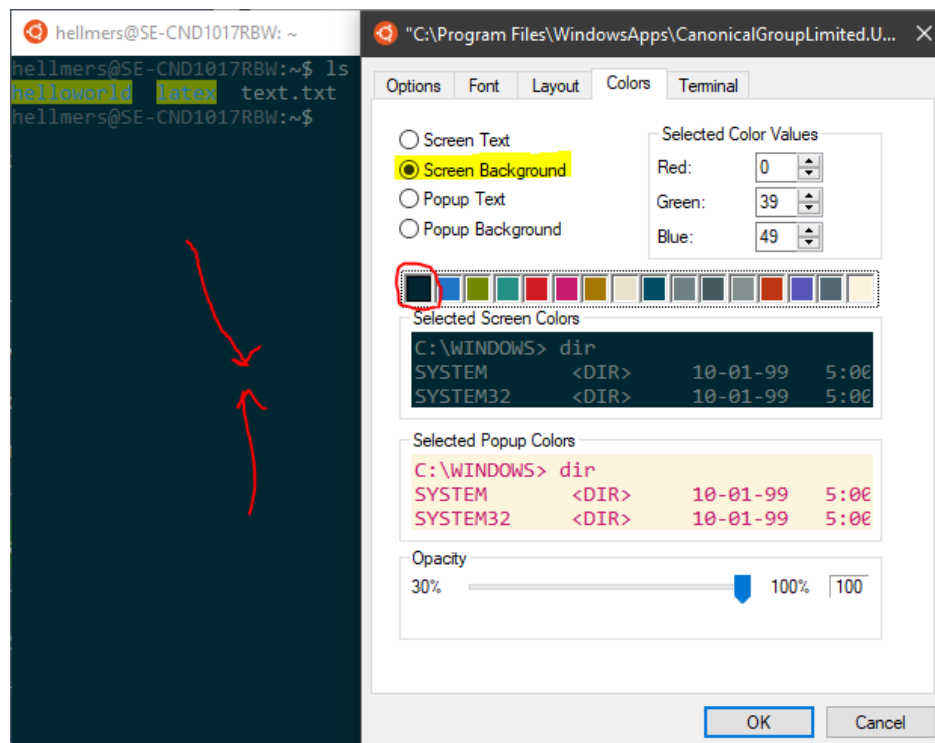 hellmers@SE-CND1017RBW: ~
hellmers@SE-CND1017RBW:~$ ls
helloworld latex text.txt
hellmers@SE-CND1017RBW:~$
"C:\Program Files\WindowsApps\CanonicalGroupLimited.U...
Options Font Layout Colors Terminal
Screen Text
Screen Background
Popup Text
Popup Background
Selected Color Values
Red: 0
Green: 39
Blue: 49
Selected Screen Colors
C:\WINDOWS> dir
SYSTEM <DIR> 10-01-99 5:00
SYSTEM32 <DIR> 10-01-99 5:00
Selected Popup Colors
C:\WINDOWS> dir
SYSTEM <DIR> 10-01-99 5:00
SYSTEM32 <DIR> 10-01-99 5:00
Opacity
30% 100% 100
OK Cancel